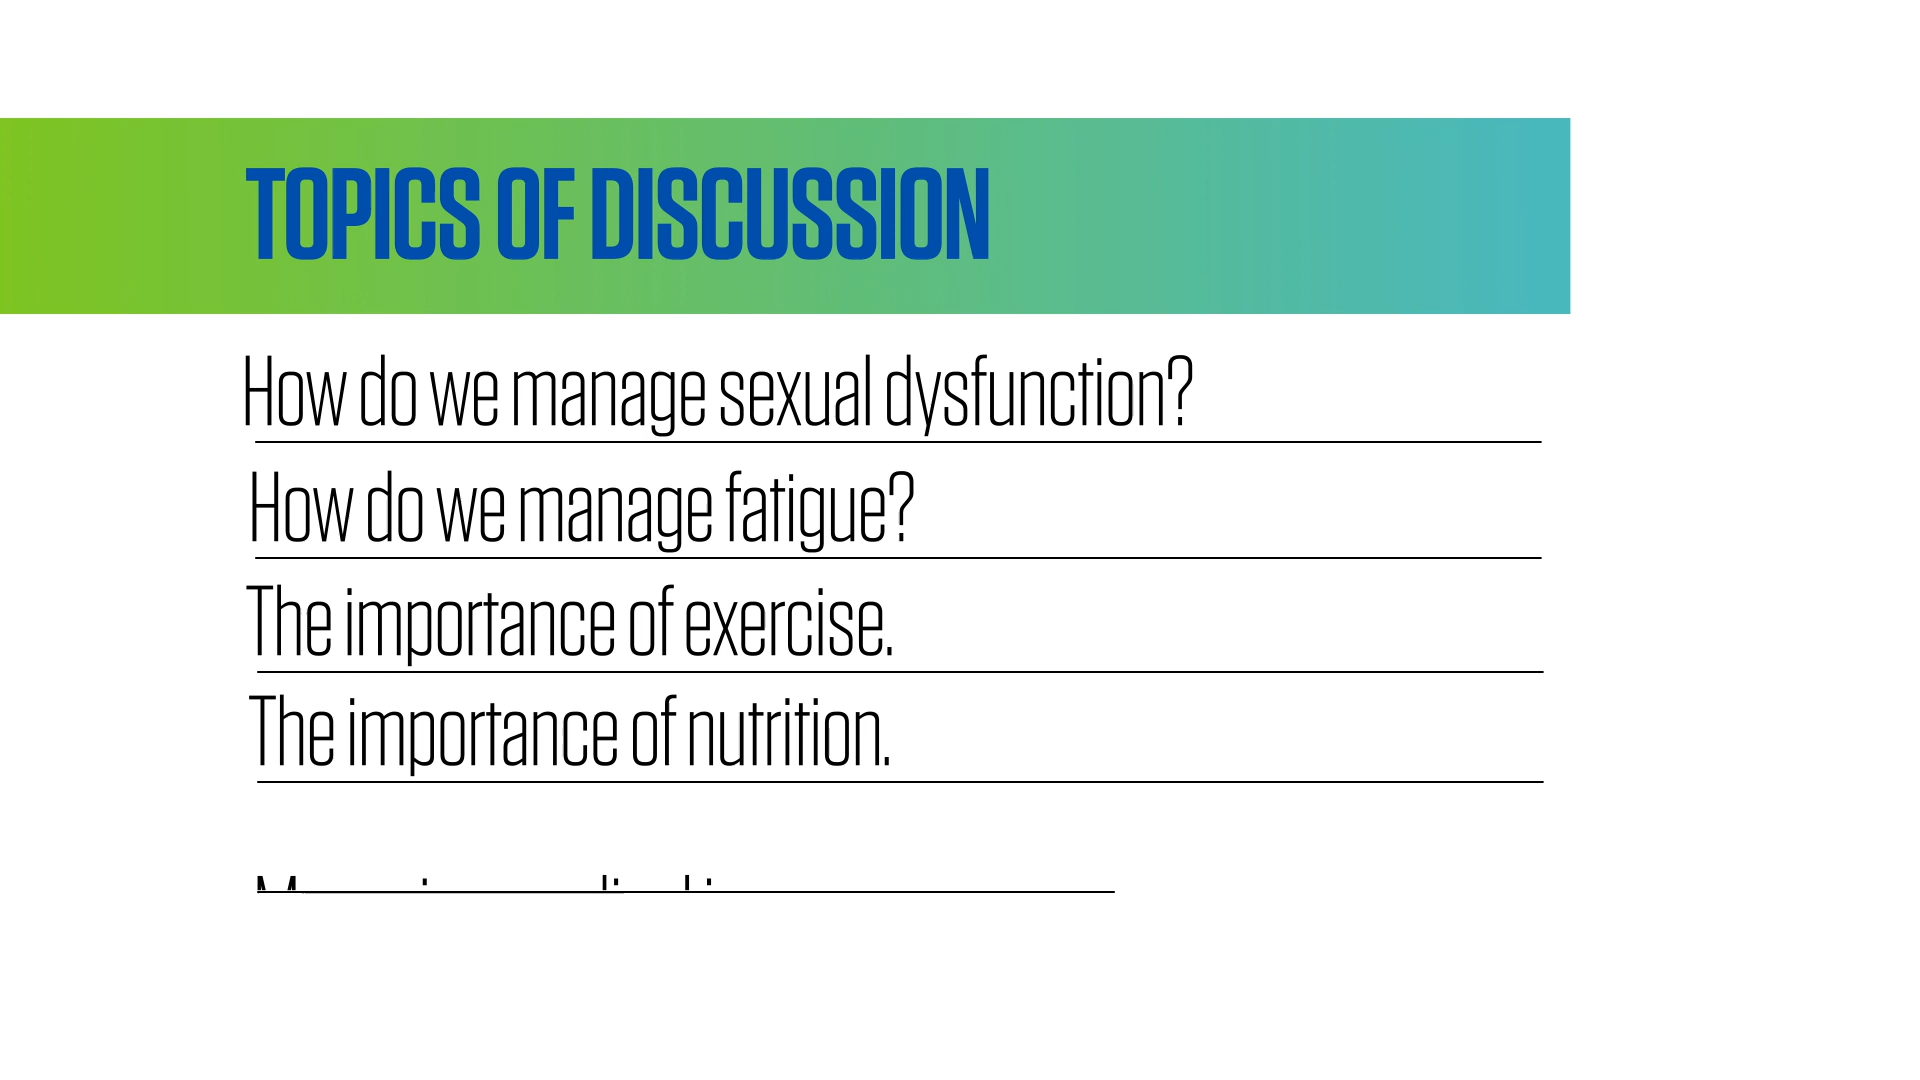 TOPICS OF DISCUSSION
How do we manage sexual dysfunction?
How do we manage fatigue?
The importance of exercise.
The importance of nutrition.